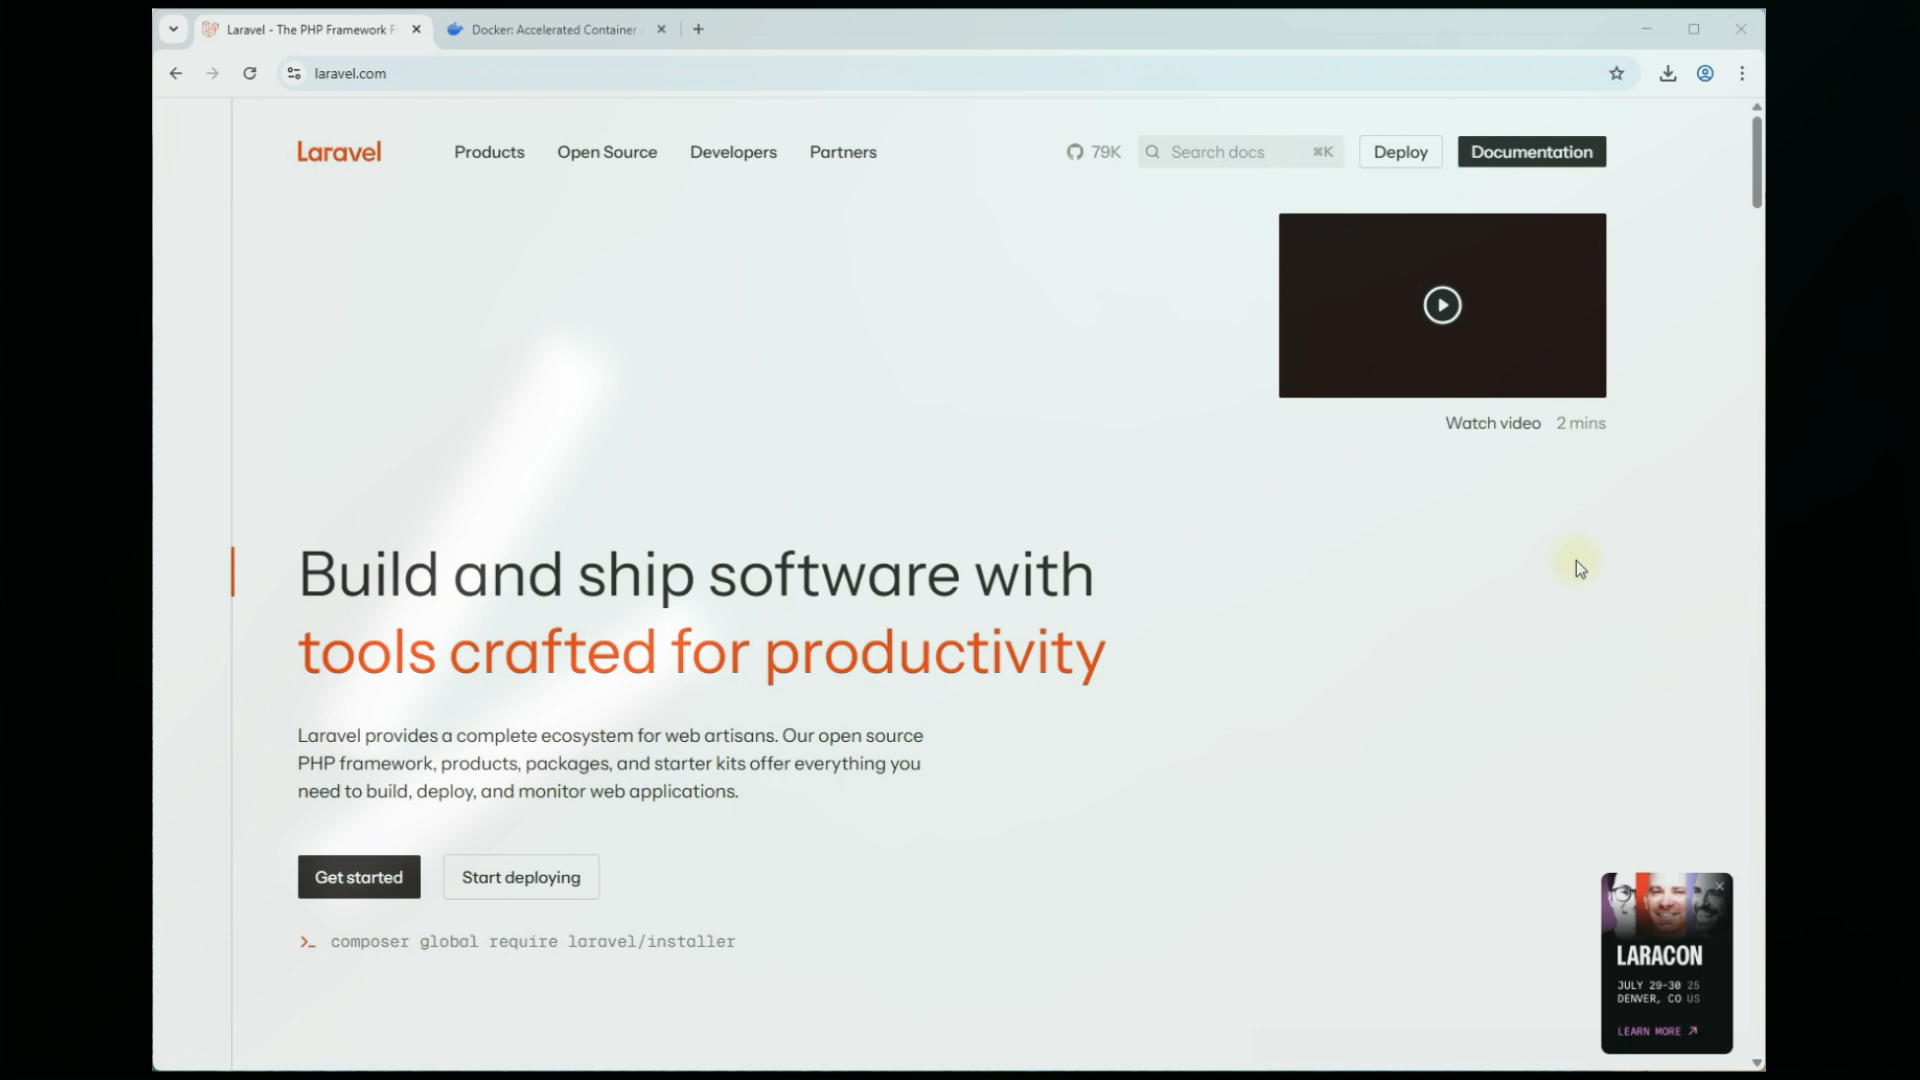 Laravel - The PHP Framework F
Docker: Accelerated Container
laravel.com
Laravel
Products
Open Source
Developers
Partners
79K
Search docs
⌘K
Deploy
Documentation
Watch video 2 mins
Build and ship software with
tools crafted for productivity
Laravel provides a complete ecosystem for web artisans. Our open source
PHP framework, products, packages, and starter kits offer everything you
need to build, deploy, and monitor web applications.
Get started
Start deploying
>_ composer global require laravel/installer
LARACON
JULY 29-30 25
DENVER, CO US
LEARN MORE